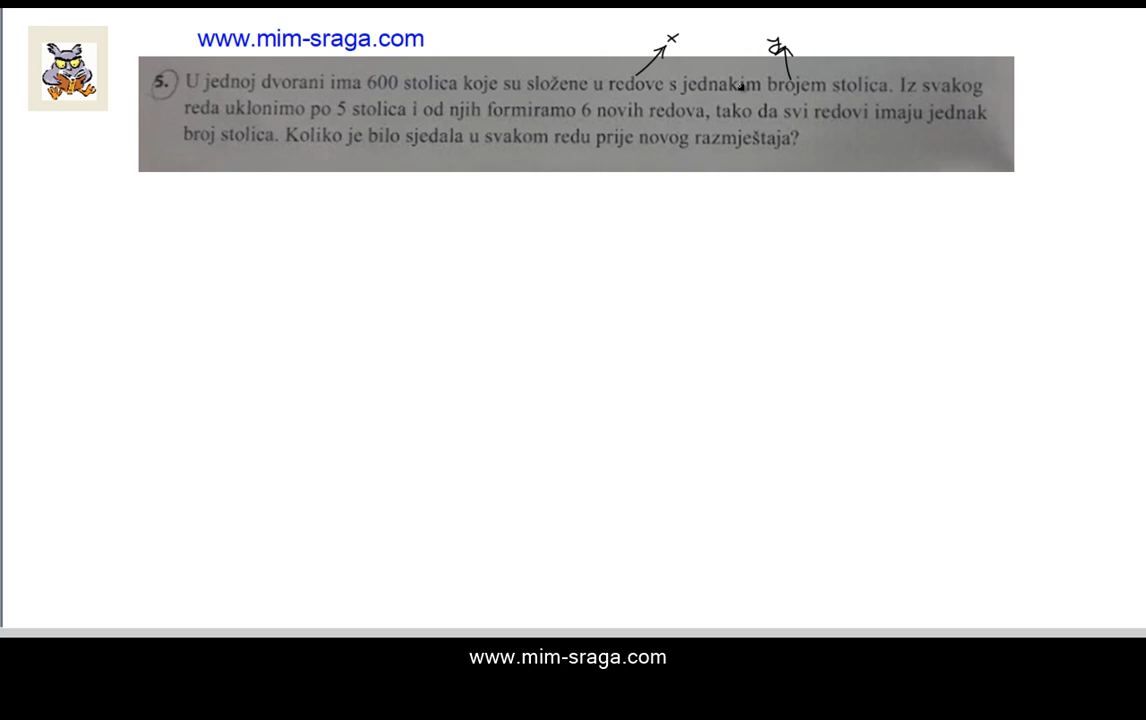 www.mim-sraga.com
x y
5. U jednoj dvorani ima 600 stolica koje su složene u redove s jednakim brojem stolica. Iz svakog
reda uklonimo po 5 stolica i od njih formiramo 6 novih redova, tako da svi redovi imaju jednak
broj stolica. Koliko je bilo sjedala u svakom redu prije novog razmještaja?
www.mim-sraga.com